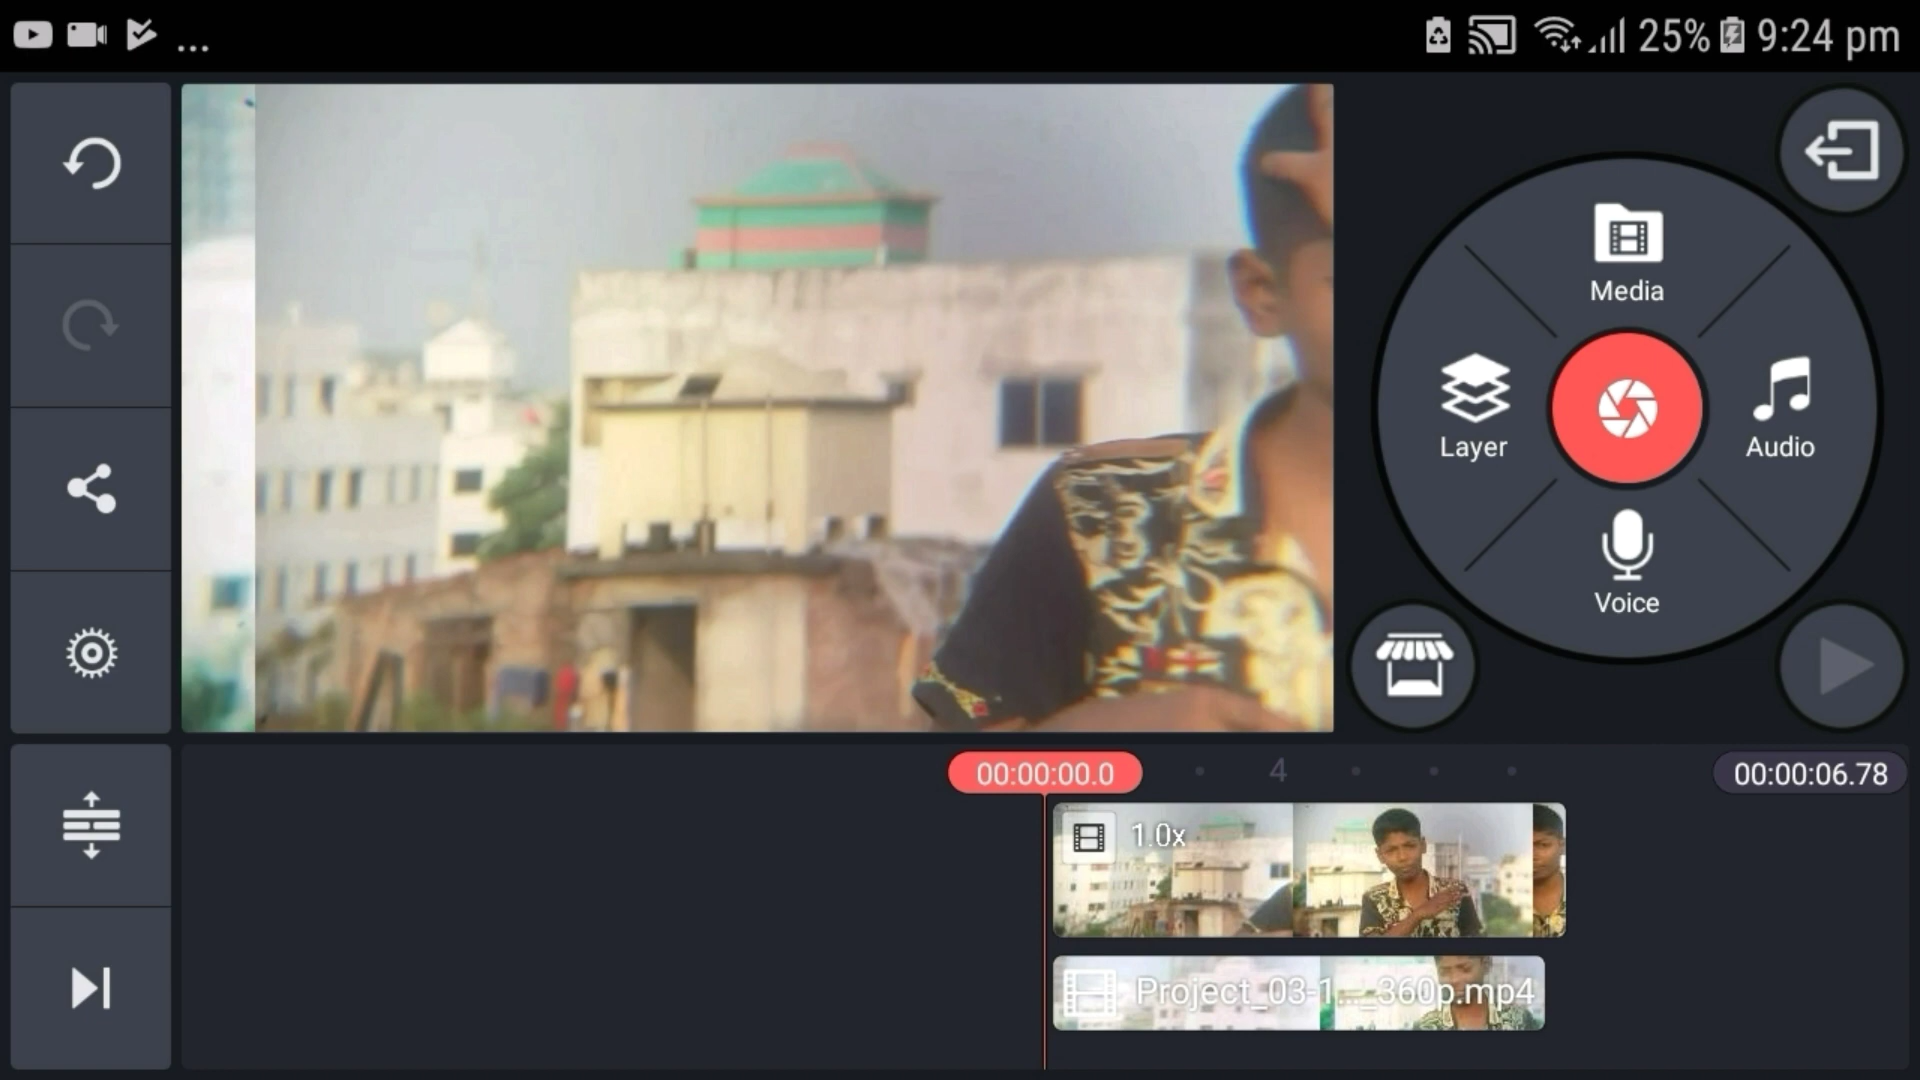 ... 25% 9:24 pm
Media
Layer
Audio
Voice
00:00:00.0
4
00:00:06.78
1.0x
Project_03-1..._360p.mp4